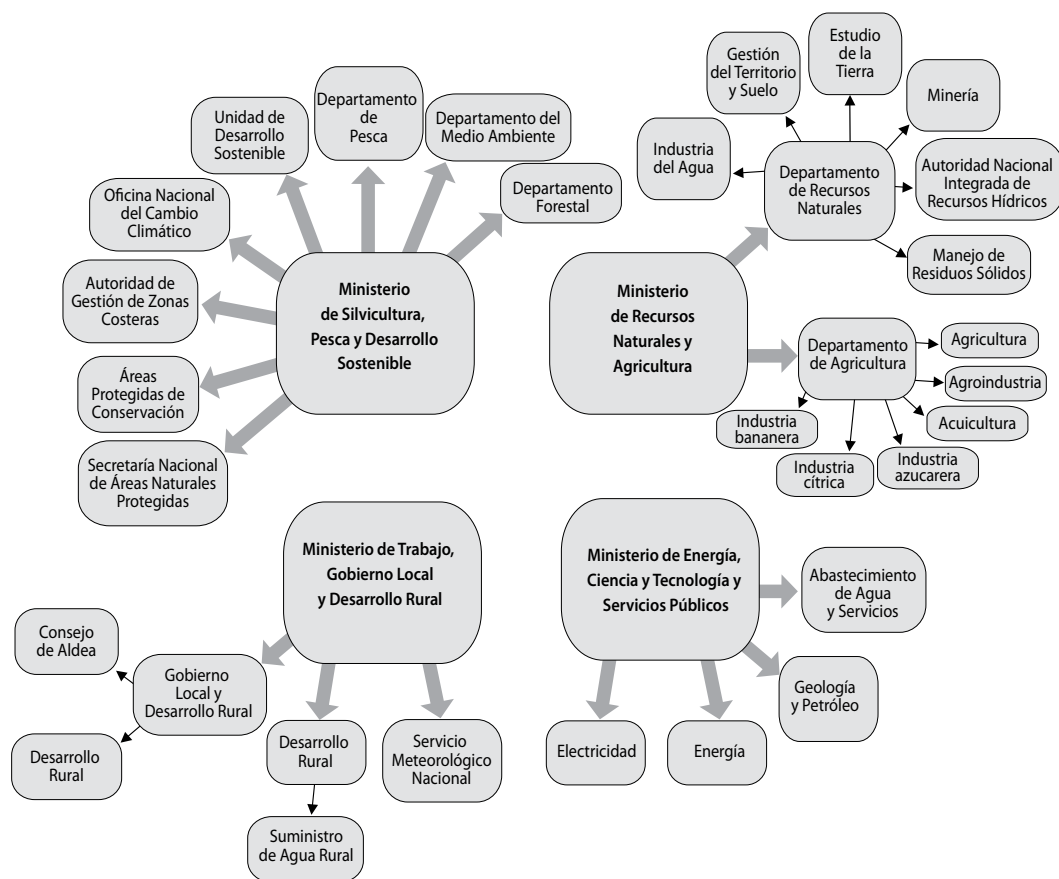 Unidad de
Desarrollo
Sostenible
Departamento
de
Pesca
Departamento del
Medio Ambiente
Departamento
Forestal
Oficina Nacional
del Cambio
Climático
Autoridad de
Gestión de Zonas
Costeras
Áreas
Protegidas de
Conservación
Secretaría Nacional
de Áreas Naturales
Protegidas
Ministerio
de Silvicultura,
Pesca y Desarrollo
Sostenible
Gestión
del Territorio
y Suelo
Estudio
de la
Tierra
Minería
Industria
del Agua
Departamento
de Recursos
Naturales
Autoridad Nacional
Integrada de
Recursos Hídricos
Manejo de
Residuos Sólidos
Ministerio
de Recursos
Naturales y
Agricultura
Departamento
de Agricultura
Agricultura
Agroindustria
Acuicultura
Industria
bananera
Industria
cítrica
Industria
azucarera
Ministerio de Trabajo,
Gobierno Local
y Desarrollo Rural
Consejo
de Aldea
Gobierno
Local y
Desarrollo Rural
Desarrollo
Rural
Desarrollo
Rural
Servicio
Meteorológico
Nacional
Suministro
de Agua Rural
Ministerio de Energía,
Ciencia y Tecnología y
Servicios Públicos
Abastecimiento
de Agua
y Servicios
Geología
y Petróleo
Electricidad
Energía